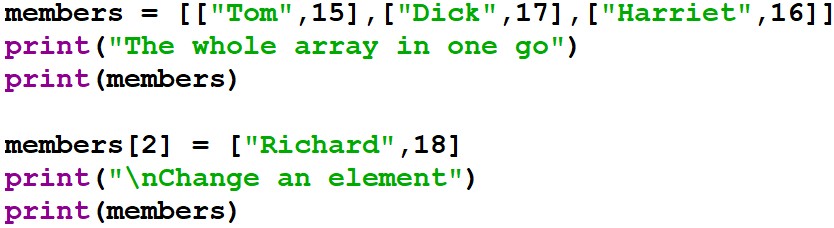 members = [["Tom",15],["Dick",17],["Harriet",16]]
print("The whole array in one go")
print(members)
members[2] = ["Richard",18]
print("\nChange an element")
print(members)